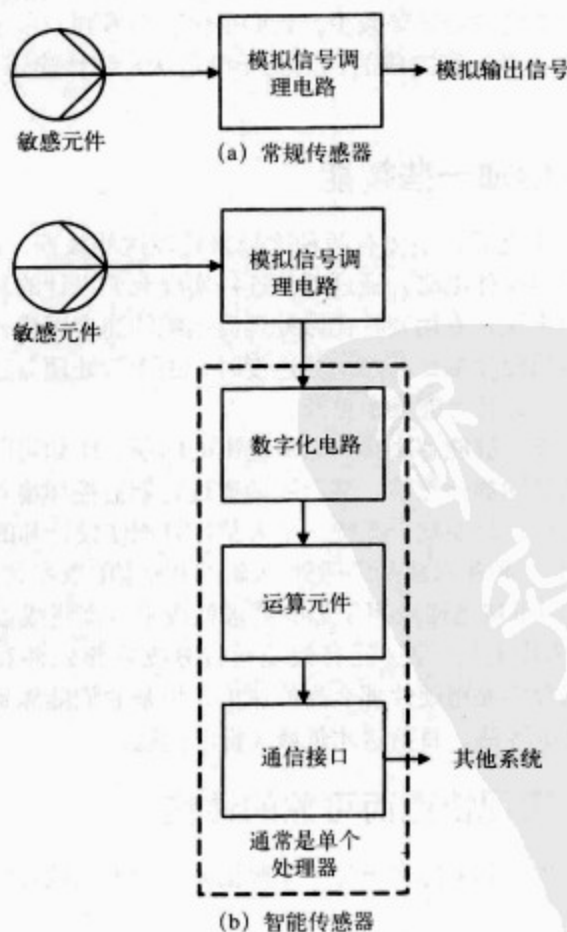 模拟信号调
理电路
模拟输出信号
敏感元件
(a) 常规传感器
模拟信号调
理电路
敏感元件
数字化电路
运算元件
通信接口
其他系统
通常是单个
处理器
(b) 智能传感器